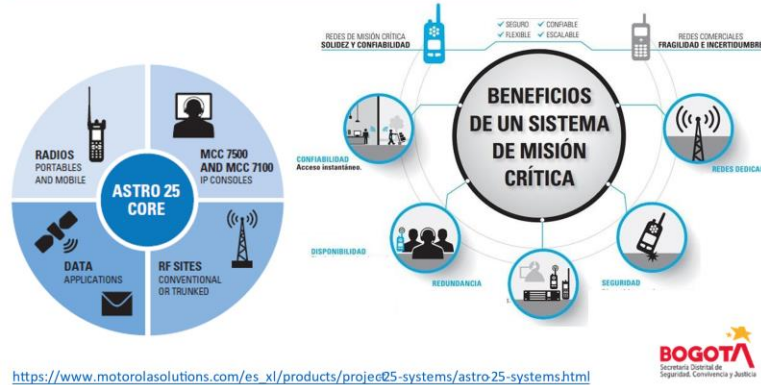 RADIOS
PORTABLES
AND MOBILE
MCC 7500
AND MCC 7100
IP CONSOLES
ASTRO 25
CORE
DATA
APPLICATIONS
RF SITES
CONVENTIONAL
OR TRUNKED
REDES DE MISIÓN CRÍTICA
SOLIDEZ Y CONFIABILIDAD
✓ SEGURO ✓ CONFIABLE
✓ FLEXIBLE ✓ ESCALABLE
REDES COMERCIALES
FRAGILIDAD E INCERTIDUMBRE
BENEFICIOS
DE UN SISTEMA
DE MISIÓN
CRÍTICA
CONFIABILIDAD
Acceso instantáneo.
REDES DEDICA
DISPONIBILIDAD
REDUNDANCIA
SEGURIDAD
https://www.motorolasolutions.com/es_xl/products/project25-systems/astro-25-systems.html
BOGOTÁ
Secretaría Distrital de
Seguridad, Convivencia y Justicia